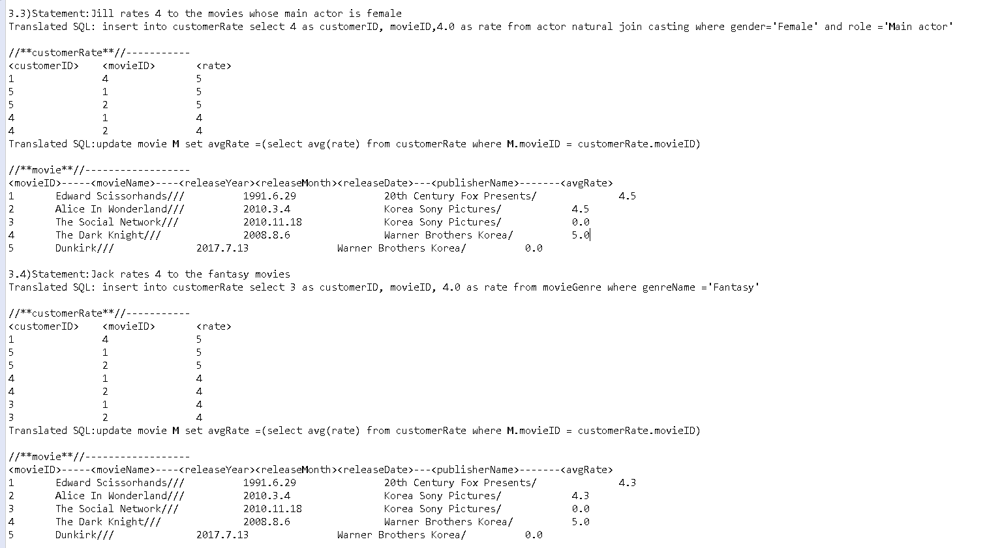 3.3)Statement:Jill rates 4 to the movies whose main actor is female
Translated SQL: insert into customerRate select 4 as customerID, movieID,4.0 as rate from actor natural join casting where gender='Female' and role ='Main actor'
//**customerRate**//-----------
<customerID> <movieID> <rate>
1 4 5
5 1 5
5 2 5
4 1 4
4 2 4
Translated SQL:update movie M set avgRate =(select avg(rate) from customerRate where M.movieID = customerRate.movieID)
//**movie**//------------------
<movieID>-----<movieName>----<releaseYear><releaseMonth><releaseDate>---<publisherName>-------<avgRate>
1 Edward Scissorhands/// 1991.6.29 20th Century Fox Presents/ 4.5
2 Alice In Wonderland/// 2010.3.4 Korea Sony Pictures/ 4.5
3 The Social Network/// 2010.11.18 Korea Sony Pictures/ 0.0
4 The Dark Knight/// 2008.8.6 Warner Brothers Korea/ 5.0
5 Dunkirk/// 2017.7.13 Warner Brothers Korea/ 0.0
3.4)Statement:Jack rates 4 to the fantasy movies
Translated SQL: insert into customerRate select 3 as customerID, movieID, 4.0 as rate from movieGenre where genreName ='Fantasy'
//**customerRate**//-----------
<customerID> <movieID> <rate>
1 4 5
5 1 5
5 2 5
4 1 4
4 2 4
3 1 4
3 2 4
Translated SQL:update movie M set avgRate =(select avg(rate) from customerRate where M.movieID = customerRate.movieID)
//**movie**//------------------
<movieID>-----<movieName>----<releaseYear><releaseMonth><releaseDate>---<publisherName>-------<avgRate>
1 Edward Scissorhands/// 1991.6.29 20th Century Fox Presents/ 4.3
2 Alice In Wonderland/// 2010.3.4 Korea Sony Pictures/ 4.3
3 The Social Network/// 2010.11.18 Korea Sony Pictures/ 0.0
4 The Dark Knight/// 2008.8.6 Warner Brothers Korea/ 5.0
5 Dunkirk/// 2017.7.13 Warner Brothers Korea/ 0.0